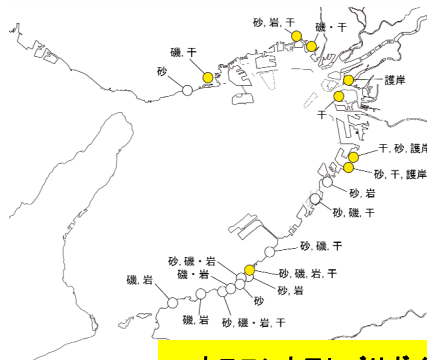 砂, 岩, 干
磯・干
磯, 干
砂
護岸
干
干, 砂, 護岸
砂, 干, 護岸
砂, 岩
砂, 磯, 干
砂, 磯, 干
砂, 磯・岩
磯・岩
砂, 磯, 岩, 干
砂, 岩
砂
磯, 岩
磯, 岩
砂, 磯・岩, 干